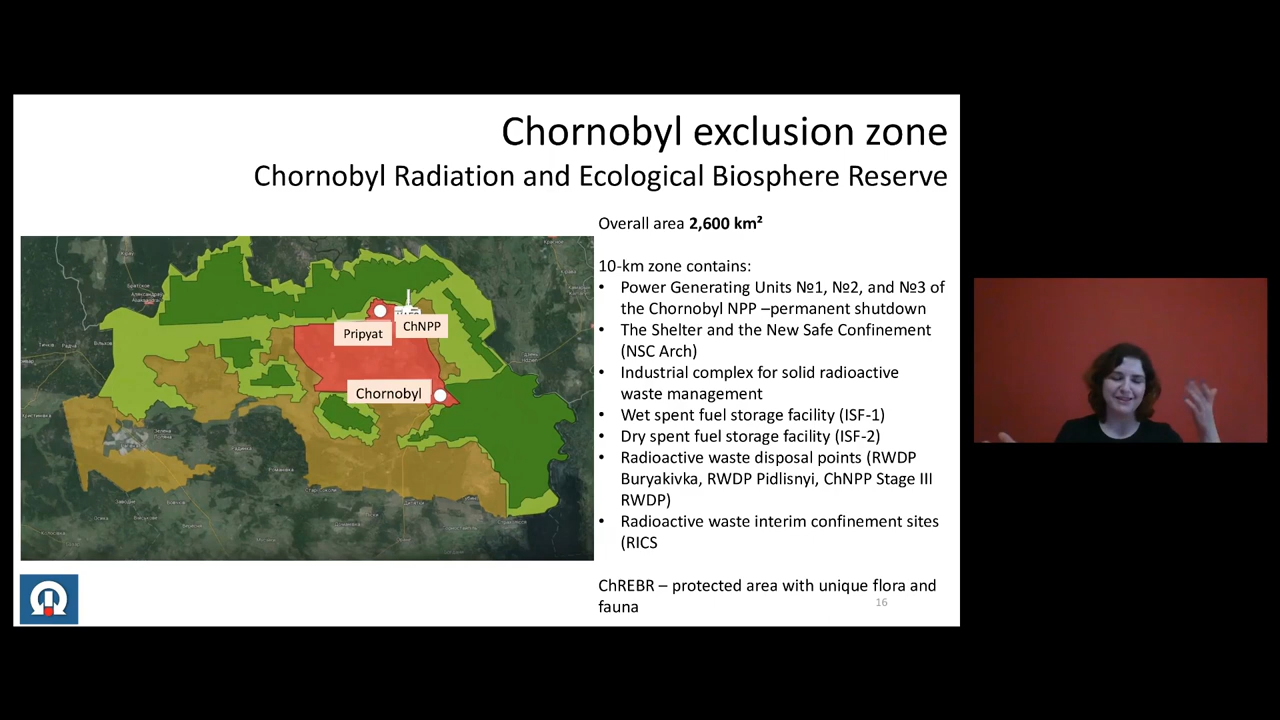 Chornobyl exclusion zone
Chornobyl Radiation and Ecological Biosphere Reserve
Overall area 2,600 km²
10-km zone contains:
• Power Generating Units №1, №2, and №3 of
the Chornobyl NPP –permanent shutdown
• The Shelter and the New Safe Confinement
(NSC Arch)
• Industrial complex for solid radioactive
waste management
• Wet spent fuel storage facility (ISF-1)
• Dry spent fuel storage facility (ISF-2)
• Radioactive waste disposal points (RWDP
Buryakivka, RWDP Pidlisnyi, ChNPP Stage III
RWDP)
• Radioactive waste interim confinement sites
(RICS
ChREBR – protected area with unique flora and
fauna
16
Pripyat
ChNPP
Chornobyl